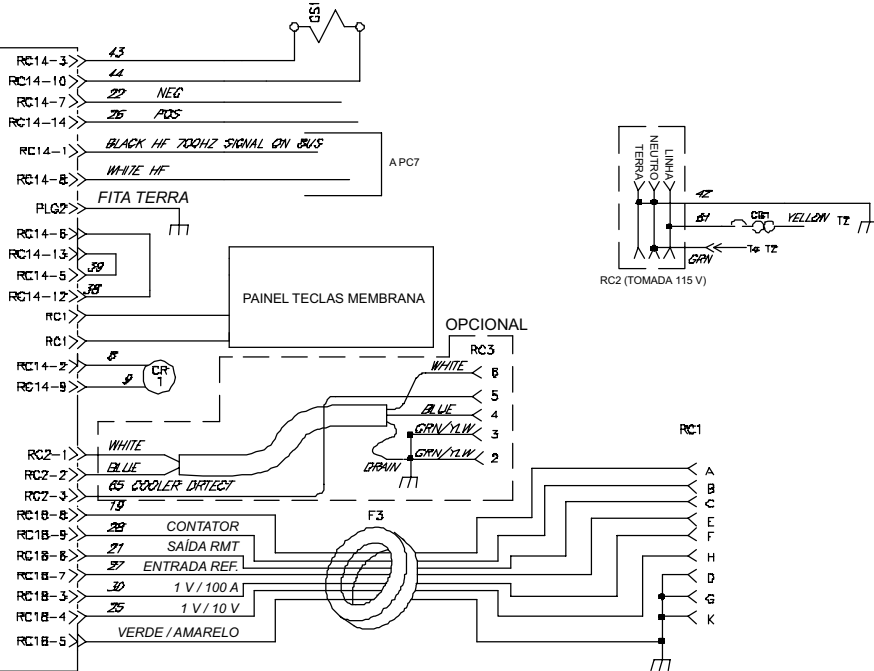 CS1
RC14-3 43
RC14-10 44
RC14-7 22 NEG
RC14-14 26 POS
RC14-1 BLACK HF 700HZ SIGNAL ON BUS
A PC7
RC14-8 WHITE HF
PLG2 FITA TERRA
RC14-6
RC14-13
39
RC14-5
38
RC14-12
RC1
PAINEL TECLAS MEMBRANA
RC1
RC14-2 8
CR
1
RC14-9 9
TERRA
NEUTRO
LINHA
42
61 CB1 YELLOW T2
To T2
GRN
RC2 (TOMADA 115 V)
OPCIONAL
RC3
WHITE 6
5
BLUE 4
GRN/YLW 3
GRN/YLW 2
DRAIN
RC2-1 WHITE
RC2-2 BLUE
RC2-3 65 COOLER DRTECT
F3
RC18-8 19
RC18-9 28 CONTATOR
RC18-6 21 SAÍDA RMT
RC18-7 27 ENTRADA REF.
RC18-3 30 1 V / 100 A
RC18-4 25 1 V / 10 V
RC18-5 VERDE / AMARELO
RC1
A
B
C
E
F
H
D
G
K